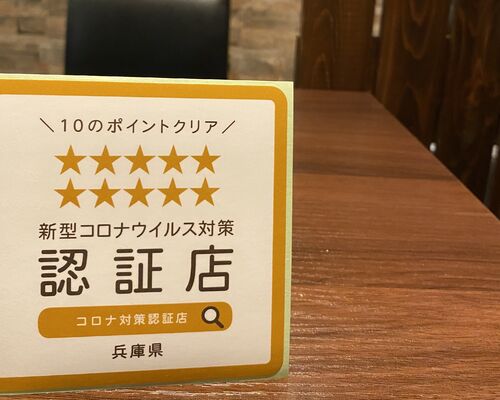 ＼10のポイントクリア／
★★★★★
★★★★★
新型コロナウイルス対策
認証店
コロナ対策認証店
兵庫県